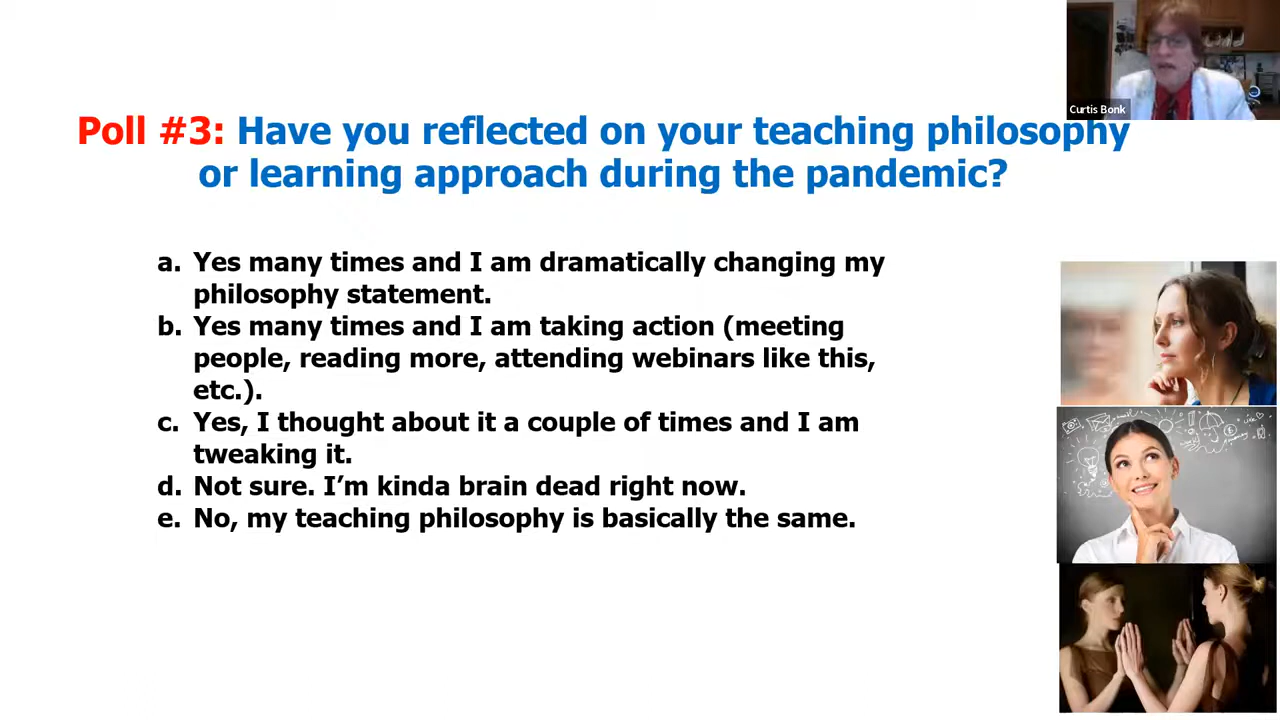 Curtis Bonk
Poll #3: Have you reflected on your teaching philosophy
or learning approach during the pandemic?
a. Yes many times and I am dramatically changing my
philosophy statement.
b. Yes many times and I am taking action (meeting
people, reading more, attending webinars like this,
etc.).
c. Yes, I thought about it a couple of times and I am
tweaking it.
d. Not sure. I’m kinda brain dead right now.
e. No, my teaching philosophy is basically the same.